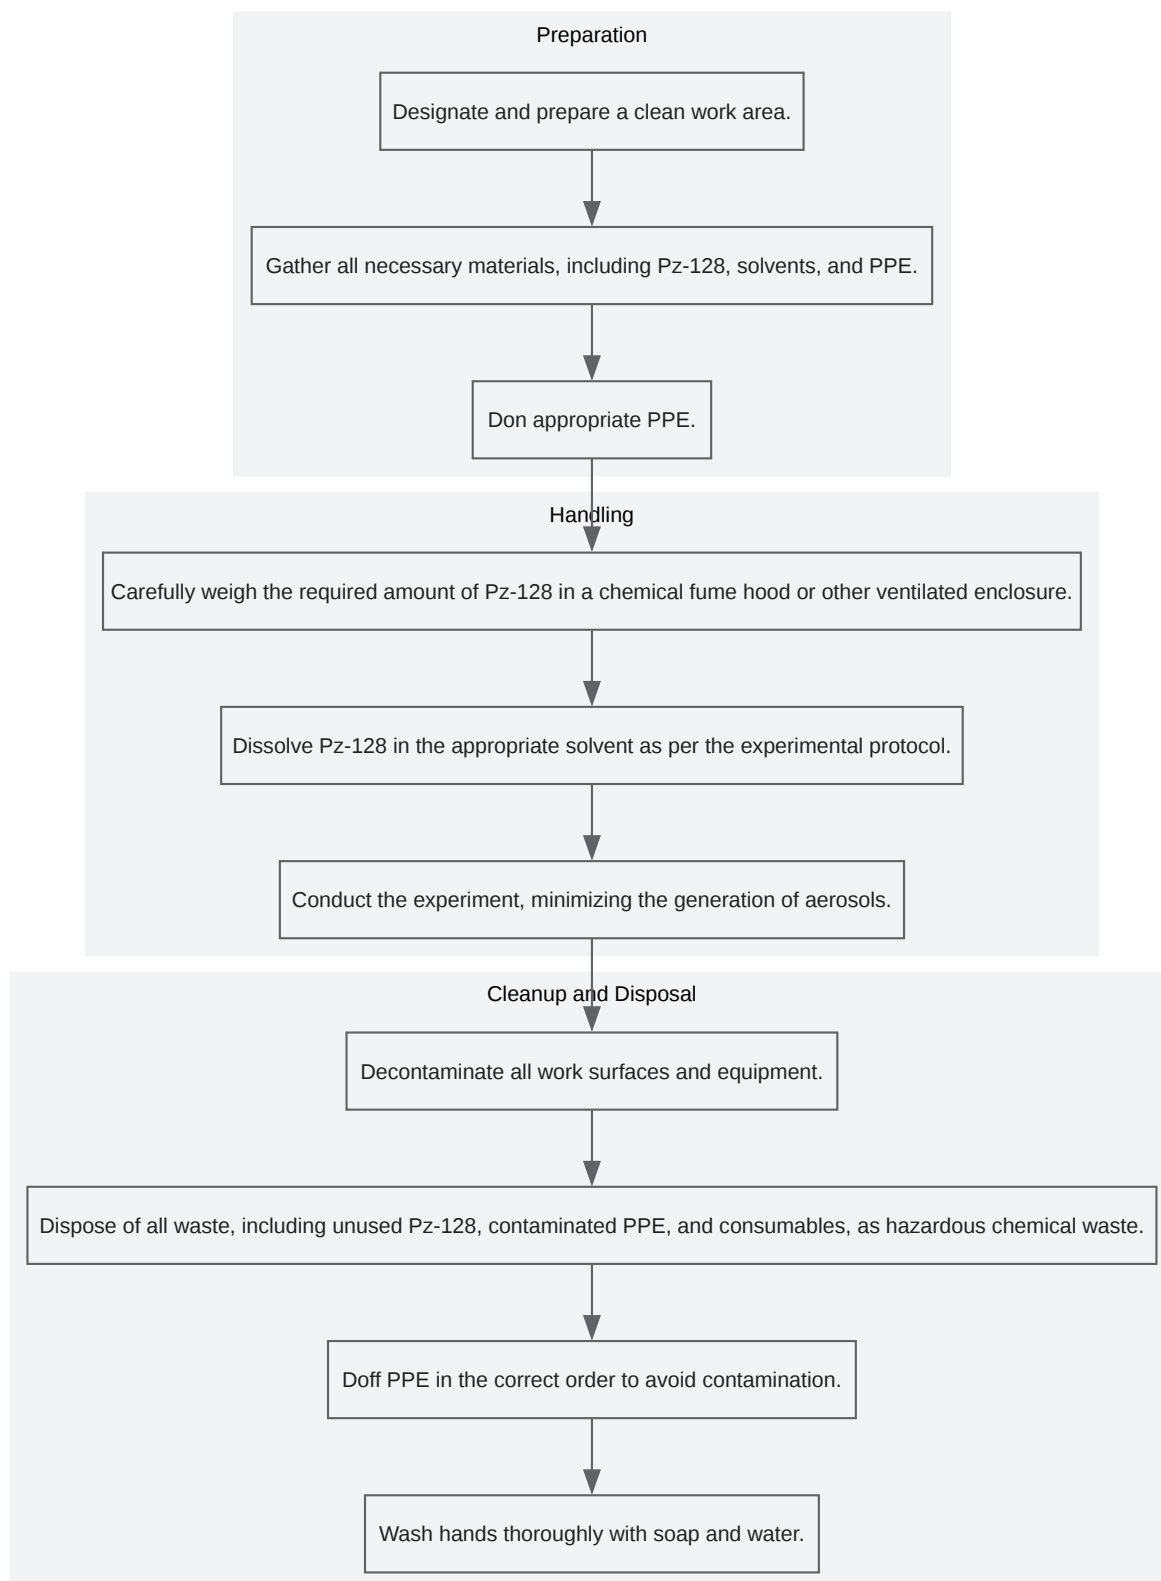 Preparation
Designate and prepare a clean work area.
Gather all necessary materials, including Pz-128, solvents, and PPE.
Don appropriate PPE.
Handling
Carefully weigh the required amount of Pz-128 in a chemical fume hood or other ventilated enclosure.
Dissolve Pz-128 in the appropriate solvent as per the experimental protocol.
Conduct the experiment, minimizing the generation of aerosols.
Cleanup and Disposal
Decontaminate all work surfaces and equipment.
Dispose of all waste, including unused Pz-128, contaminated PPE, and consumables, as hazardous chemical waste.
Doff PPE in the correct order to avoid contamination.
Wash hands thoroughly with soap and water.